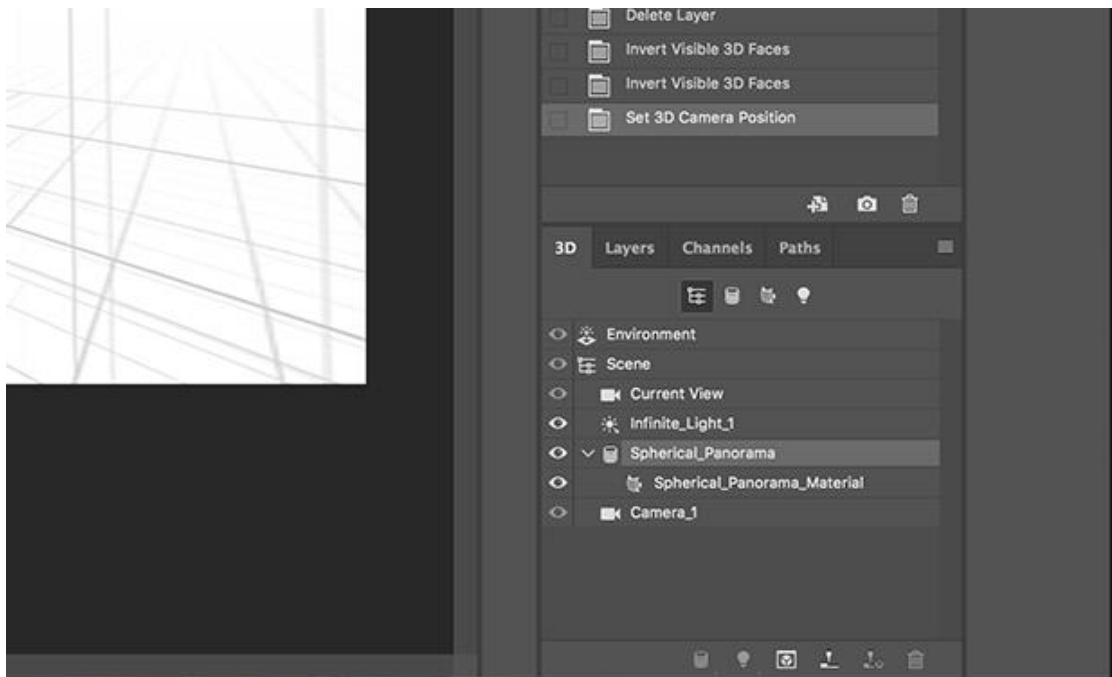 Delete Layer
Invert Visible 3D Faces
Invert Visible 3D Faces
Set 3D Camera Position
3D Layers Channels Paths
Environment
Scene
Current View
Infinite_Light_1
Spherical_Panorama
Spherical_Panorama_Material
Camera_1